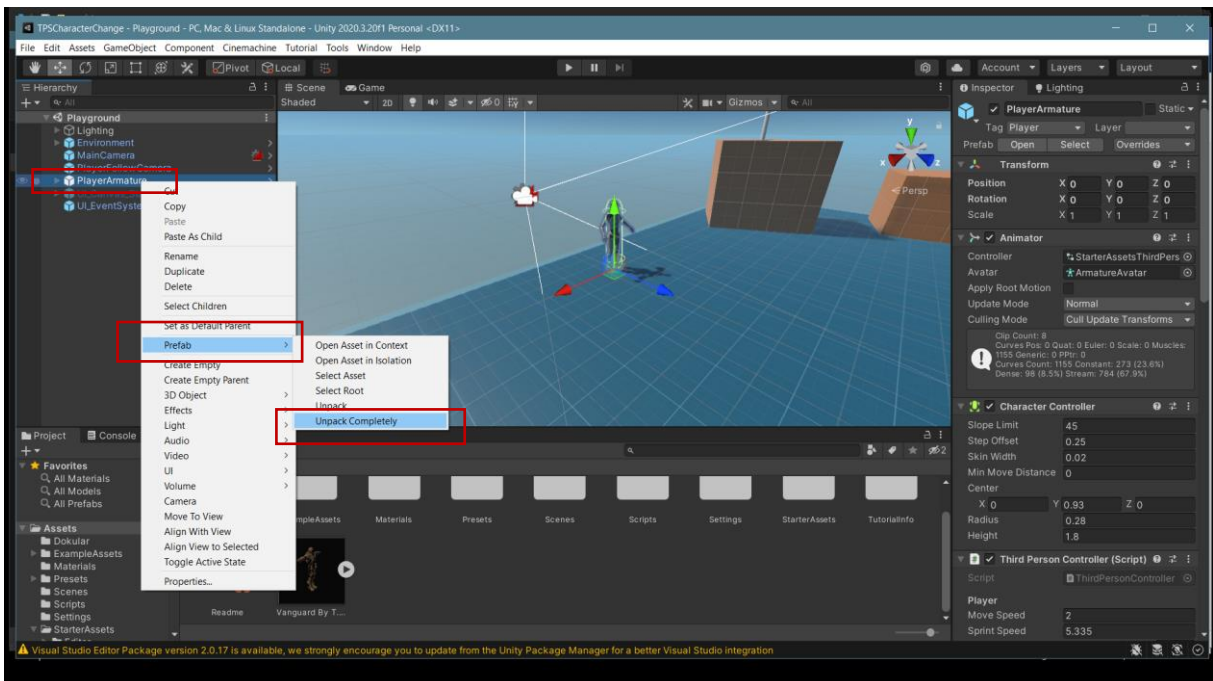 TPSCharacterChange - Playground - PC, Mac & Linux Standalone - Unity 2020.3.20f1 Personal <DX11>
File Edit Assets GameObject Component Cinemachine Tutorial Tools Window Help
Pivot Local Account Layers Layout
Hierarchy
All
Playground
Lighting
Environment
MainCamera
PlayerFollowCamera
PlayerArmature
UI_EventSyste
Cut
Copy
Paste
Paste As Child
Rename
Duplicate
Delete
Select Children
Set as Default Parent
Prefab
Create Empty
Create Empty Parent
3D Object
Effects
Light
Audio
Video
UI
Volume
Camera
Move To View
Align With View
Align View to Selected
Toggle Active State
Properties...
Open Asset in Context
Open Asset in Isolation
Select Asset
Select Root
Unpack
Unpack Completely
Scene Game
Shaded 2D 0 Gizmos All
y
x z
Persp
Inspector Lighting
PlayerArmature Static
Tag Player Layer
Prefab Open Select Overrides
Transform
Position X 0 Y 0 Z 0
Rotation X 0 Y 0 Z 0
Scale X 1 Y 1 Z 1
Animator
Controller StarterAssetsThirdPers
Avatar ArmatureAvatar
Apply Root Motion
Update Mode Normal
Culling Mode Cull Update Transforms
Clip Count: 8
Curves Pos: 0 Quat: 0 Euler: 0 Scale: 0 Muscles:
1155 Generic: 0 PPtr: 0
Curves Count: 1155 Constant: 273 (23.6%)
Dense: 98 (8.5%) Stream: 784 (67.9%)
Character Controller
Slope Limit 45
Step Offset 0.25
Skin Width 0.02
Min Move Distance 0
Center
X 0 Y 0.93 Z 0
Radius 0.28
Height 1.8
Third Person Controller (Script)
Script ThirdPersonController
Player
Move Speed 2
Sprint Speed 5.335
Project Console
2
Favorites
All Materials
All Models
All Prefabs
Assets
Dokular
ExampleAssets
Materials
Presets
Scenes
Scripts
Settings
StarterAssets
mpleAssets Materials Presets Scenes Scripts Settings StarterAssets TutorialInfo
Readme Vanguard By T...
Visual Studio Editor Package version 2.0.17 is available, we strongly encourage you to update from the Unity Package Manager for a better Visual Studio integration